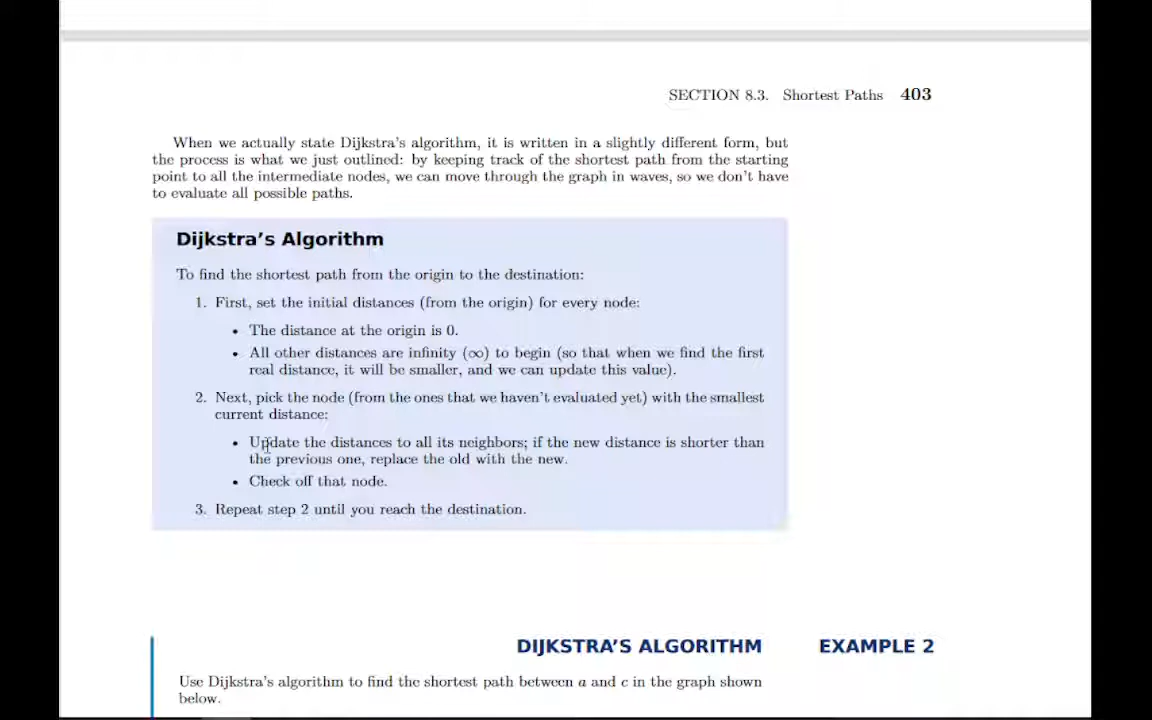 SECTION 8.3. Shortest Paths 403
When we actually state Dijkstra's algorithm, it is written in a slightly different form, but
the process is what we just outlined: by keeping track of the shortest path from the starting
point to all the intermediate nodes, we can move through the graph in waves, so we don't have
to evaluate all possible paths.
Dijkstra's Algorithm
To find the shortest path from the origin to the destination:
1. First, set the initial distances (from the origin) for every node:
• The distance at the origin is 0.
• All other distances are infinity (∞) to begin (so that when we find the first
real distance, it will be smaller, and we can update this value).
2. Next, pick the node (from the ones that we haven't evaluated yet) with the smallest
current distance:
• Update the distances to all its neighbors; if the new distance is shorter than
the previous one, replace the old with the new.
• Check off that node.
3. Repeat step 2 until you reach the destination.
DIJKSTRA'S ALGORITHM EXAMPLE 2
Use Dijkstra's algorithm to find the shortest path between a and c in the graph shown
below.